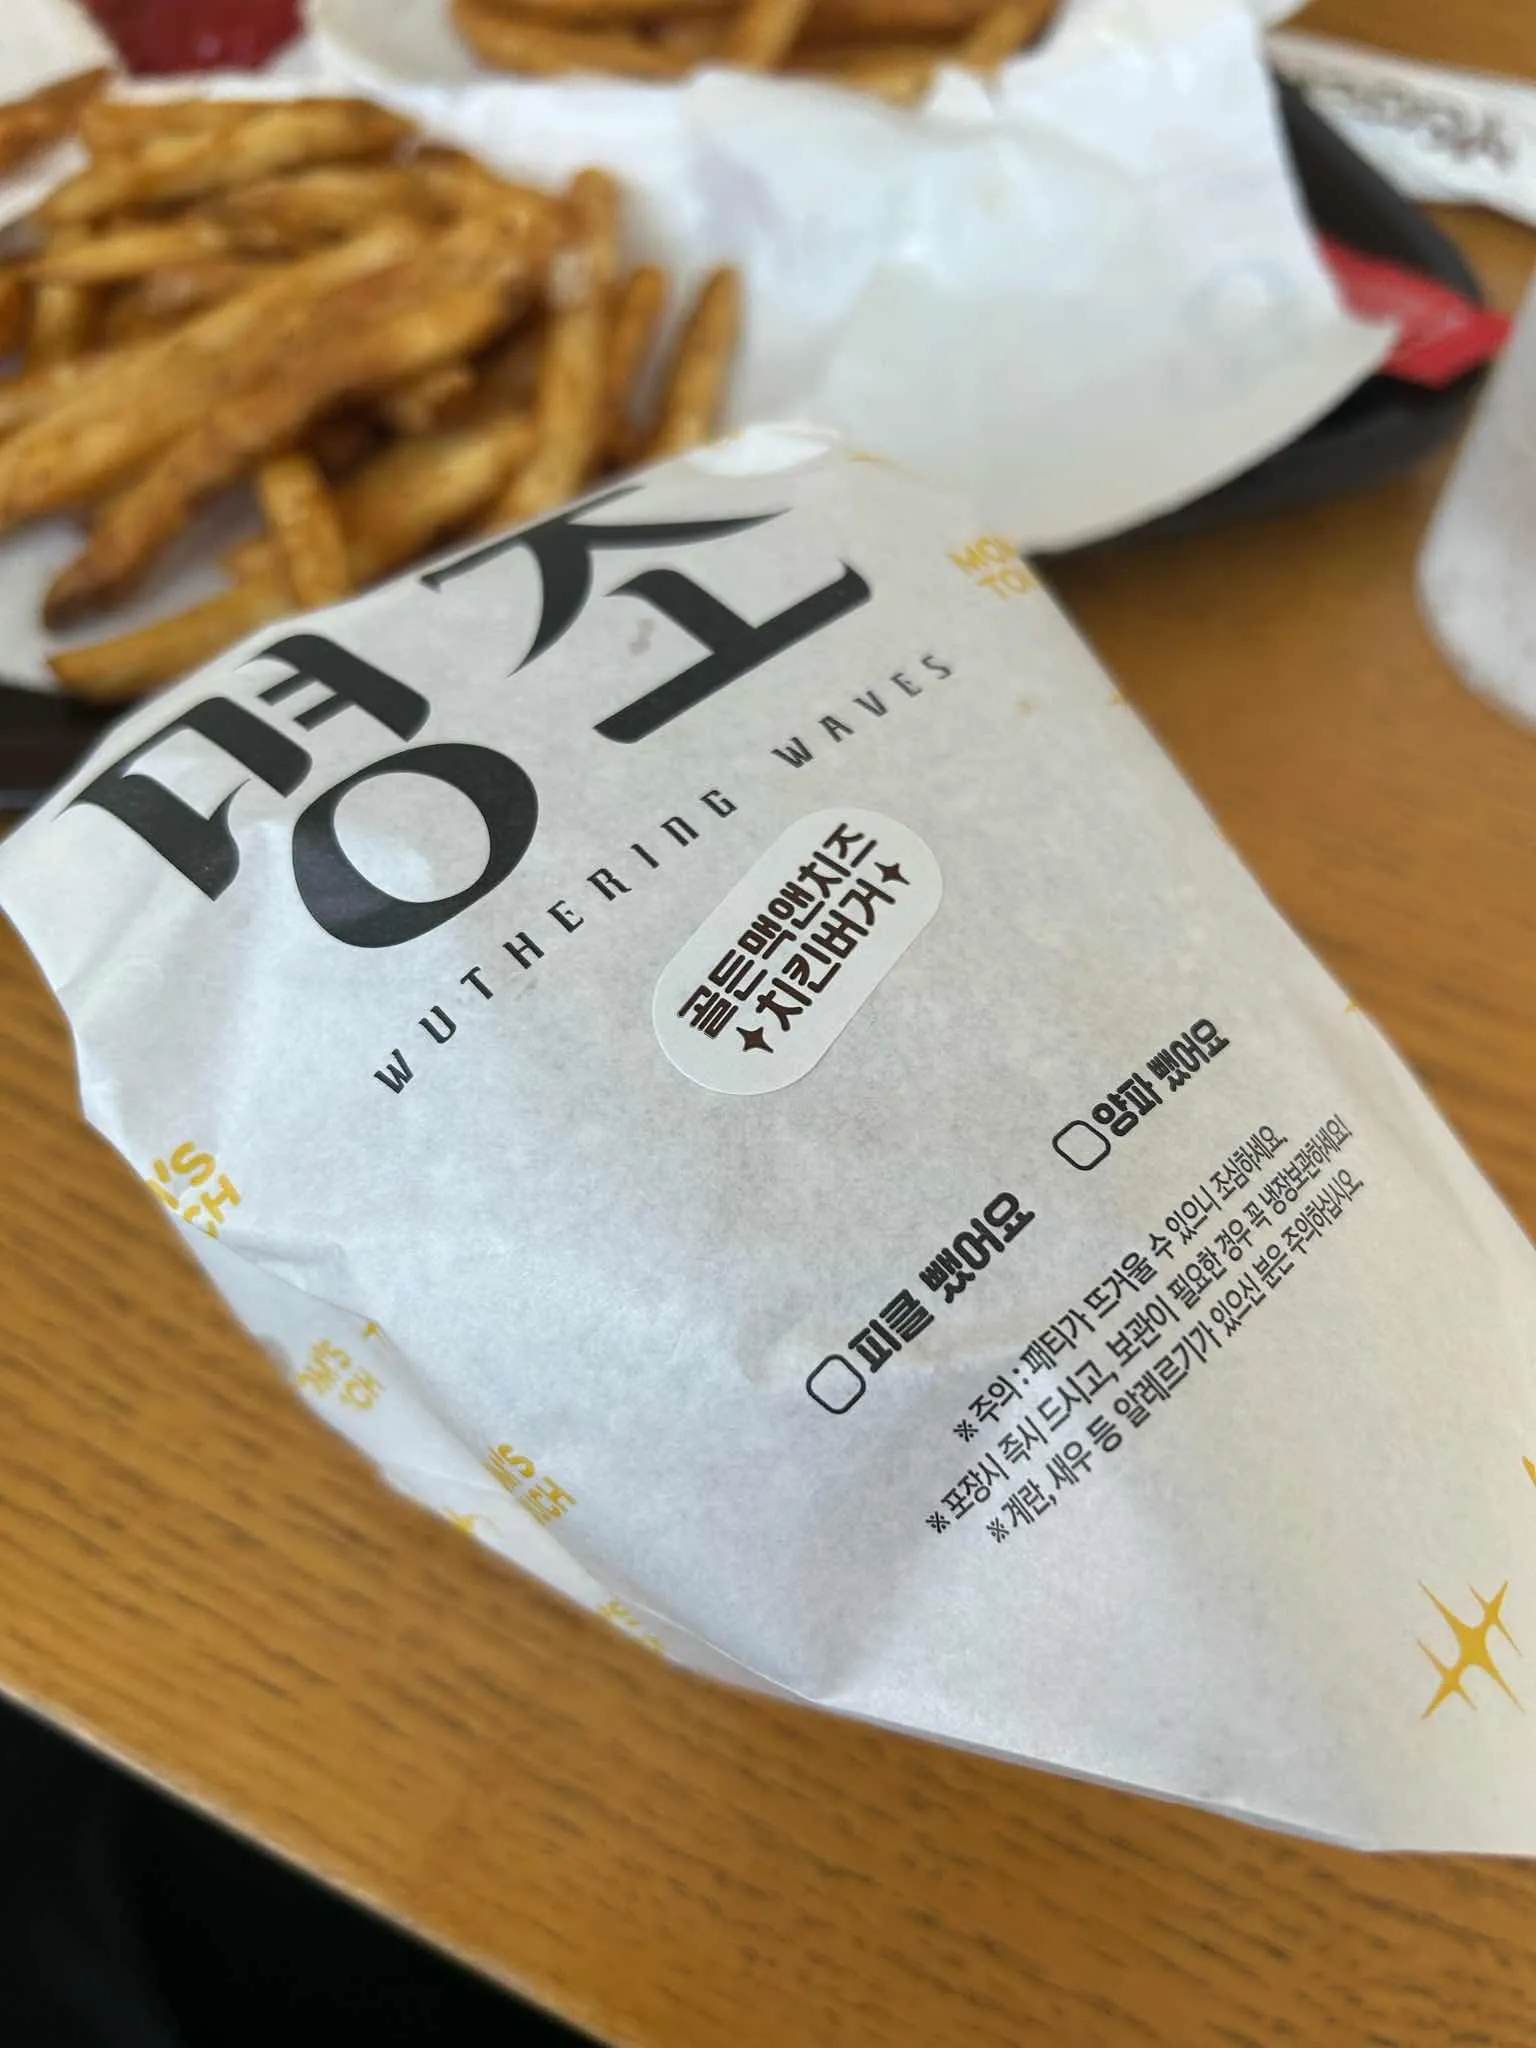 명조
WUTHERING WAVES
골든맥앤치즈
치킨버거
양파 뺐어요
피클 뺐어요
※ 주의 : 패티가 뜨거울 수 있으니 조심하세요.
※ 포장시 즉시 드시고, 보관이 필요한 경우 꼭 냉장보관하세요!
※ 계란, 새우 등 알레르기가 있으신 분은 주의하십시오.